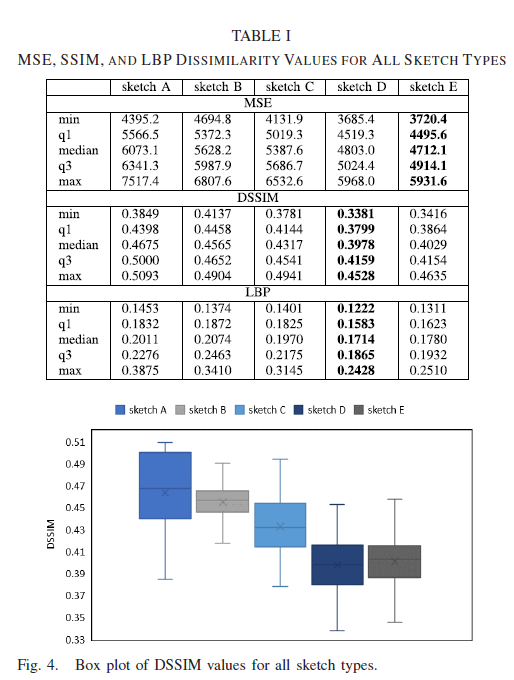 TABLE I
MSE, SSIM, AND LBP DISSIMILARITY VALUES FOR ALL SKETCH TYPES
sketch A sketch B sketch C sketch D sketch E
MSE
min 4395.2 4694.8 4131.9 3685.4 3720.4
q1 5566.5 5372.3 5019.3 4519.3 4495.6
median 6073.1 5628.2 5387.6 4803.0 4712.1
q3 6341.3 5987.9 5686.7 5024.4 4914.1
max 7517.4 6807.6 6532.6 5968.0 5931.6
DSSIM
min 0.3849 0.4137 0.3781 0.3381 0.3416
q1 0.4398 0.4458 0.4144 0.3799 0.3864
median 0.4675 0.4565 0.4317 0.3978 0.4029
q3 0.5000 0.4652 0.4541 0.4159 0.4154
max 0.5093 0.4904 0.4941 0.4528 0.4635
LBP
min 0.1453 0.1374 0.1401 0.1222 0.1311
q1 0.1832 0.1872 0.1825 0.1583 0.1623
median 0.2011 0.2074 0.1970 0.1714 0.1780
q3 0.2276 0.2463 0.2175 0.1865 0.1932
max 0.3875 0.3410 0.3145 0.2428 0.2510
sketch A sketch B sketch C sketch D sketch E
0.51
0.49
0.47
0.45
0.43
0.41
0.39
0.37
0.35
0.33
DSSIM
Fig. 4. Box plot of DSSIM values for all sketch types.